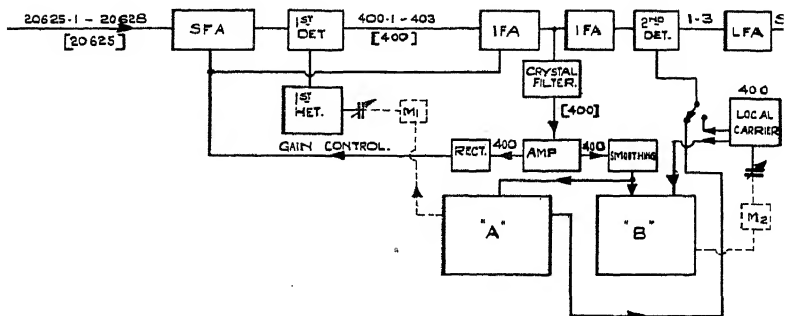 20625·1 – 20628
[20625]
SFA
1ST DET
400·1 – 403
[400]
IFA
IFA
2ND DET.
1-3
LFA
S
CRYSTAL FILTER.
[400]
1ST HET.
M1
400
LOCAL CARRIER
GAIN CONTROL.
RECT.
400
AMP
400
SMOOTHING
"A"
"B"
M2